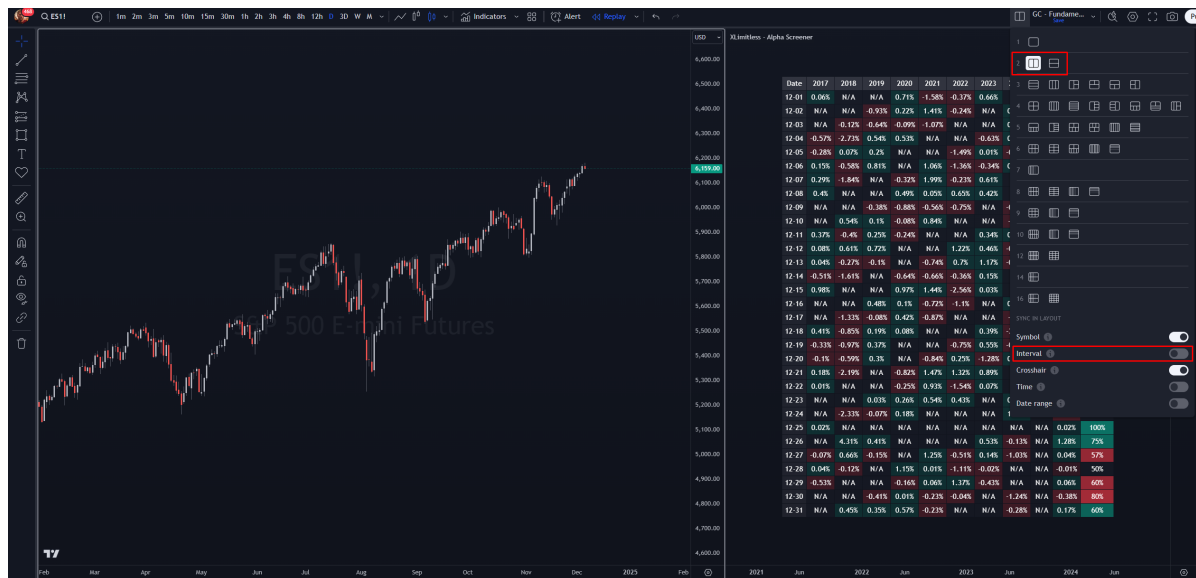 468
ES1!
1m 2m 3m 5m 10m 15m 30m 1h 2h 3h 4h 8h 12h D 3D W M
Indicators
Alert
Replay
GC - Fundame...
Save
USD
XLimitless - Alpha Screener
1
2
3
4
5
6
7
8
9
10
12
14
16
SYNC IN LAYOUT
Symbol
Interval
Crosshair
Time
Date range
ES1!, 1D
S&P 500 E-mini Futures
6,600.00
6,500.00
6,400.00
6,300.00
6,200.00
6,159.00
6,100.00
6,000.00
5,900.00
5,800.00
5,700.00
5,600.00
5,500.00
5,400.00
5,300.00
5,200.00
5,100.00
5,000.00
4,900.00
4,800.00
4,700.00
4,600.00
Date 2017 2018 2019 2020 2021 2022 2023
12-01 0.06% N/A N/A 0.71% -1.58% -0.37% 0.66%
12-02 N/A N/A -0.93% 0.22% 1.41% -0.24% N/A
12-03 N/A -0.12% -0.64% -0.09% -1.07% N/A N/A
12-04 -0.57% -2.73% 0.54% 0.53% N/A N/A -0.63%
12-05 -0.28% 0.07% 0.2% N/A N/A -1.49% 0.01%
12-06 0.15% -0.58% 0.81% N/A 1.06% -1.36% -0.34%
12-07 0.29% -1.84% N/A -0.32% 1.99% -0.23% 0.61%
12-08 0.4% N/A N/A 0.49% 0.05% 0.65% 0.42%
12-09 N/A N/A -0.38% -0.88% -0.56% -0.75% N/A
12-10 N/A 0.54% 0.1% -0.08% 0.84% N/A N/A
12-11 0.37% -0.4% 0.25% -0.24% N/A N/A 0.34%
12-12 0.08% 0.61% 0.72% N/A N/A 1.22% 0.46%
12-13 0.04% -0.27% -0.1% N/A -0.74% 0.7% 1.17%
12-14 -0.51% -1.61% N/A -0.64% -0.66% -0.36% 0.15%
12-15 0.98% N/A N/A 0.97% 1.44% -2.56% 0.03%
12-16 N/A N/A 0.48% 0.1% -0.72% -1.1% N/A
12-17 N/A -1.33% -0.08% 0.42% -0.87% N/A N/A
12-18 0.41% -0.85% 0.19% 0.08% N/A N/A 0.39%
12-19 -0.33% -0.97% 0.37% N/A N/A -0.75% 0.55%
12-20 -0.1% -0.59% 0.3% N/A -0.84% 0.25% -1.28%
12-21 0.18% -2.19% N/A -0.82% 1.47% 1.32% 0.89%
12-22 0.01% N/A N/A -0.25% 0.93% -1.54% 0.07%
12-23 N/A N/A 0.03% 0.26% 0.54% 0.43% N/A
12-24 N/A -2.33% -0.07% 0.18% N/A N/A N/A
12-25 0.02% N/A N/A N/A N/A N/A N/A N/A N/A 0.02% 100%
12-26 N/A 4.31% 0.41% N/A N/A N/A 0.53% -0.13% N/A 1.28% 75%
12-27 -0.07% 0.66% -0.15% N/A 1.25% -0.51% 0.14% -1.03% N/A 0.04% 57%
12-28 0.04% -0.12% N/A 1.15% 0.01% -1.11% -0.02% N/A N/A -0.01% 50%
12-29 -0.53% N/A N/A -0.16% 0.06% 1.37% -0.43% N/A N/A 0.06% 60%
12-30 N/A N/A -0.41% 0.01% -0.23% -0.04% N/A -1.24% N/A -0.38% 80%
12-31 N/A 0.45% 0.35% 0.57% -0.23% N/A N/A -0.28% N/A 0.17% 60%
Feb Mar Apr May Jun Jul Aug Sep Oct Nov Dec 2025 Feb
2021 Jun 2022 Jun 2023 Jun 2024 Jun